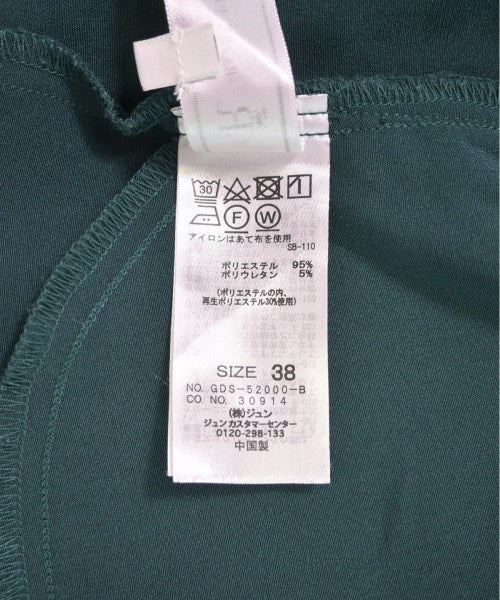 30
F W
アイロンはあて布を使用
SB-110
ポリエステル 95%
ポリウレタン 5%
(ポリエステルの内、
再生ポリエステル30%使用)
SIZE 38
NO. GDS-52000-B
CO. NO. 30914
(株)ジュン
ジュンカスタマーセンター
0120-298-133
中国製